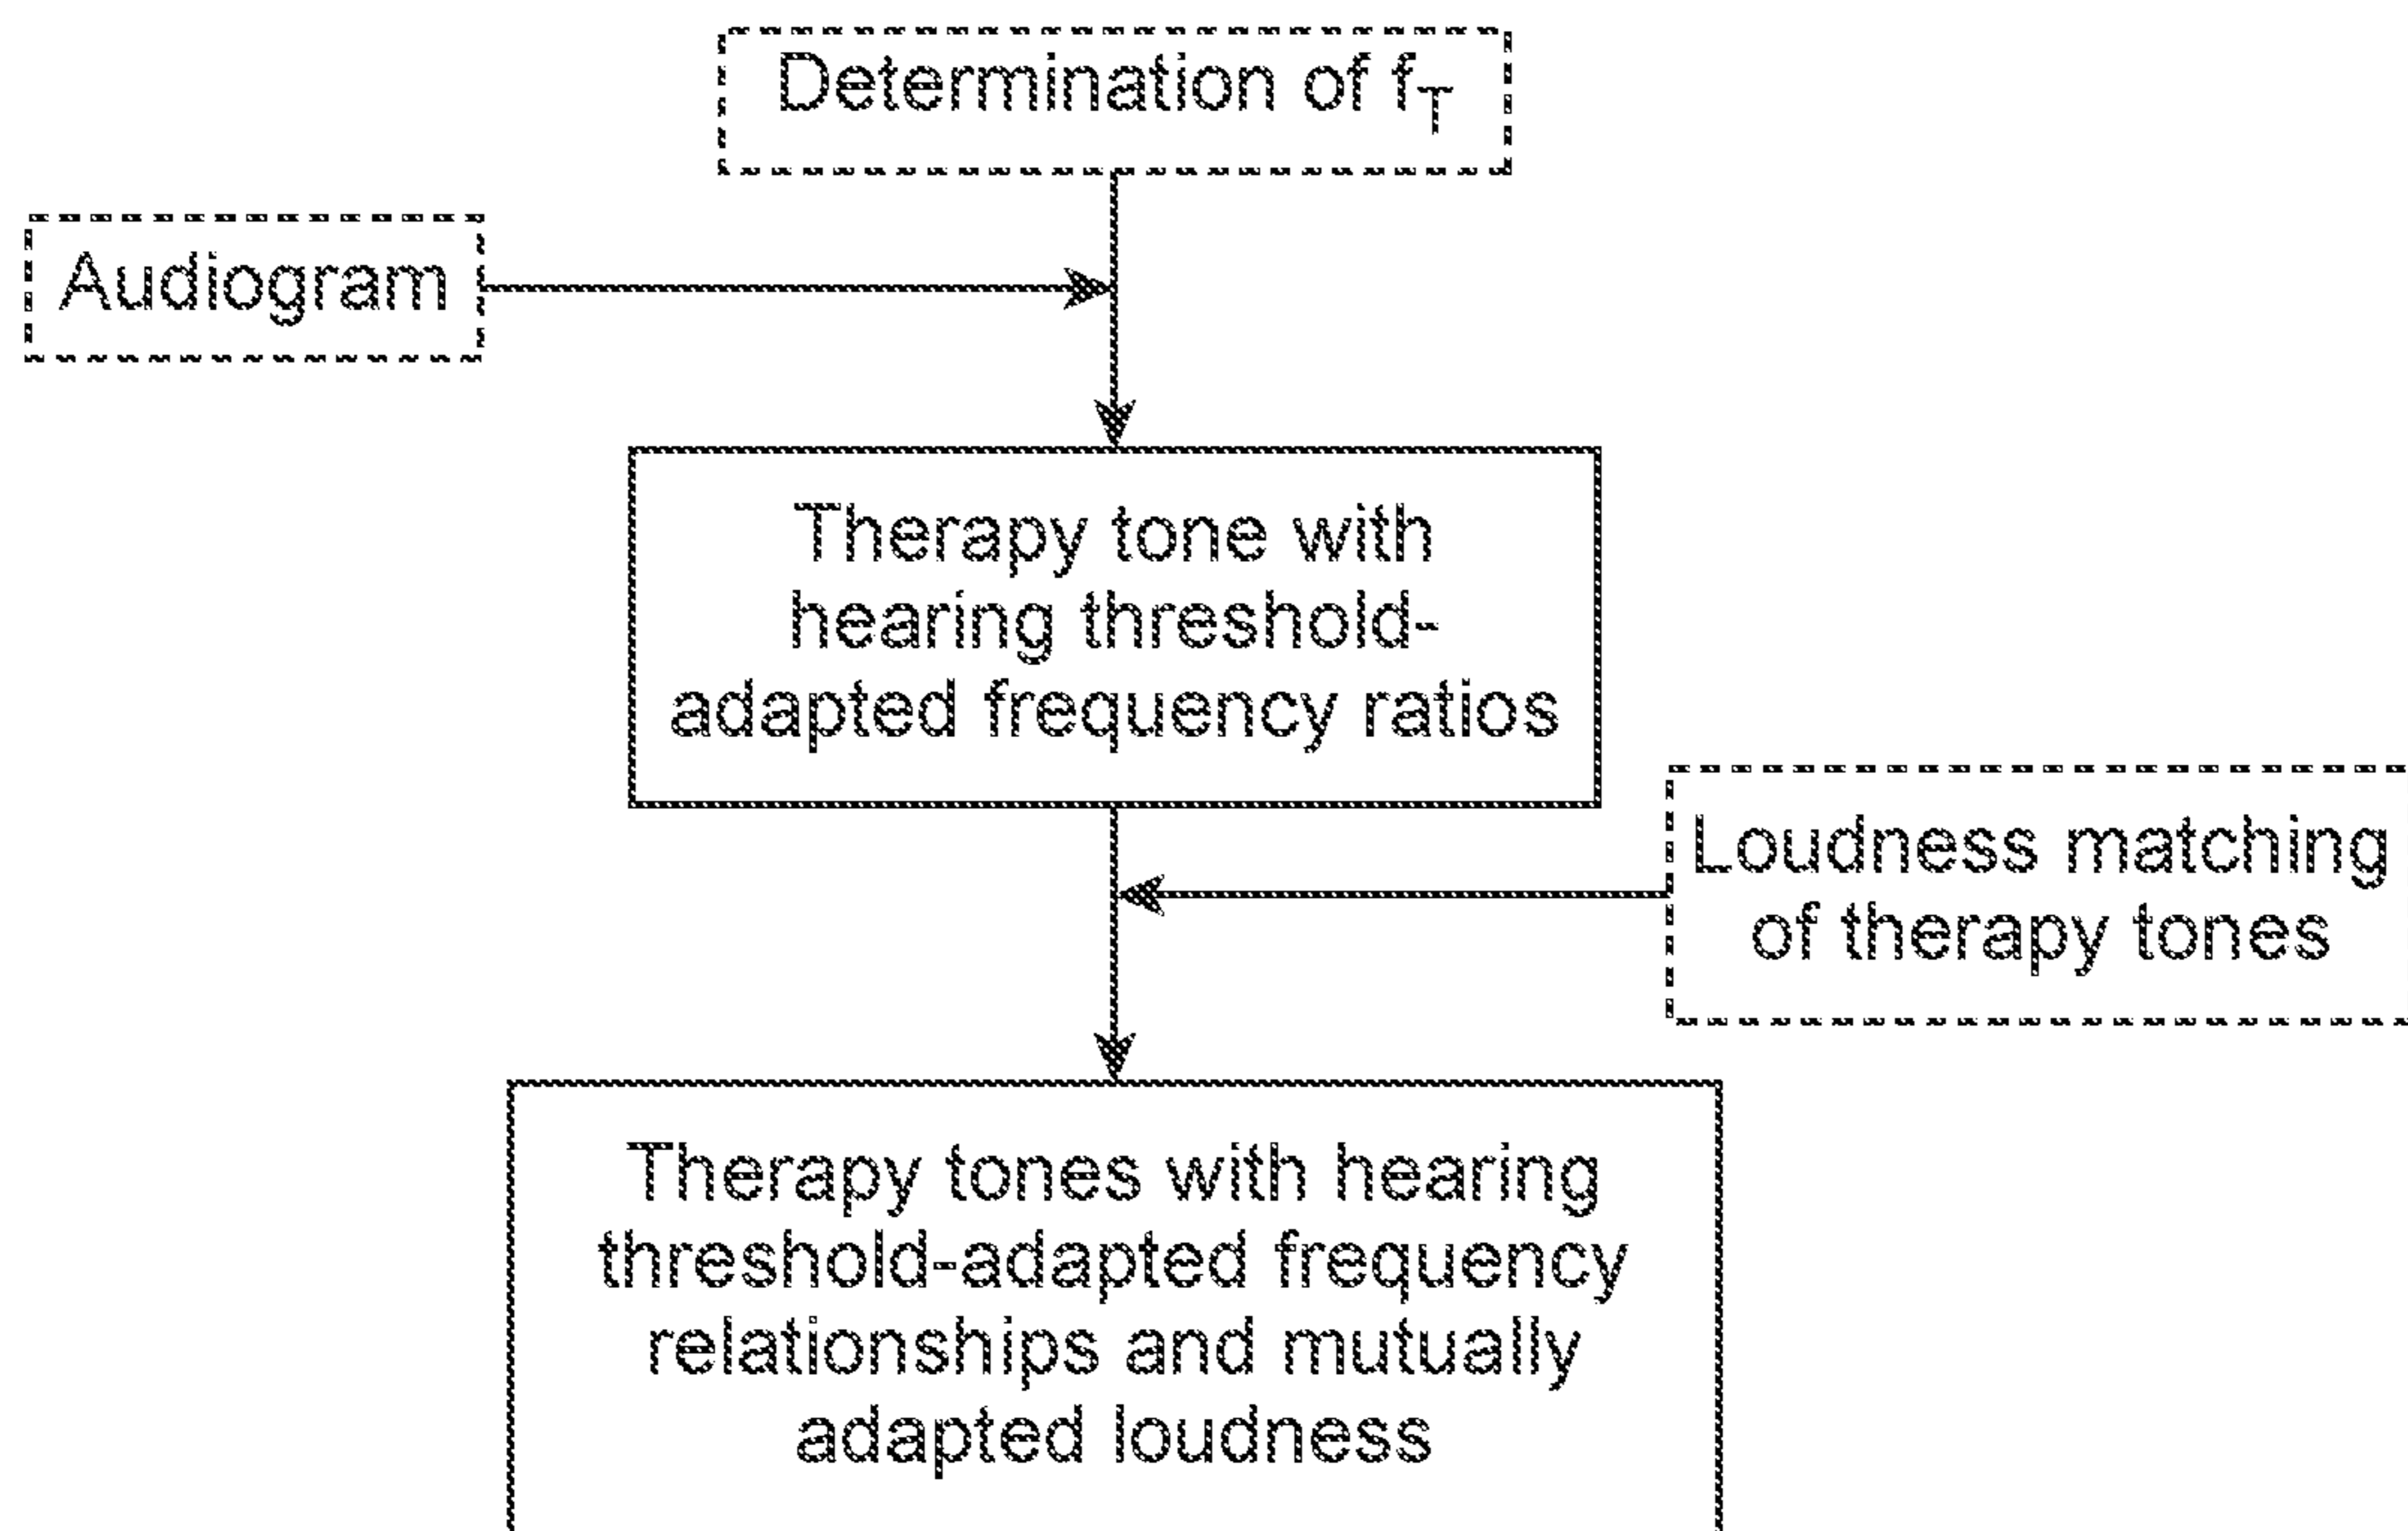 Determination of f_T
Audiogram
Therapy tone with
hearing threshold-
adapted frequency ratios
Loudness matching
of therapy tones
Therapy tones with hearing
threshold-adapted frequency
relationships and mutually
adapted loudness